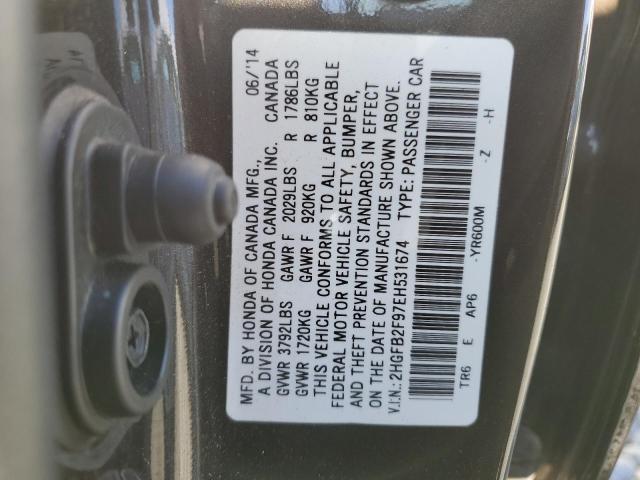 MFD. BY HONDA OF CANADA MFG., 06/'14
A DIVISION OF HONDA CANADA INC. CANADA
GVWR 3792LBS GAWR F 2029LBS R 1786LBS
GVWR 1720KG GAWR F 920KG R 810KG
THIS VEHICLE CONFORMS TO ALL APPLICABLE
FEDERAL MOTOR VEHICLE SAFETY, BUMPER,
AND THEFT PREVENTION STANDARDS IN EFFECT
ON THE DATE OF MANUFACTURE SHOWN ABOVE.
V.I.N.:2HGFB2F97EH531674 TYPE:PASSENGER CAR
TR6 E AP6 -YR600M -Z -H